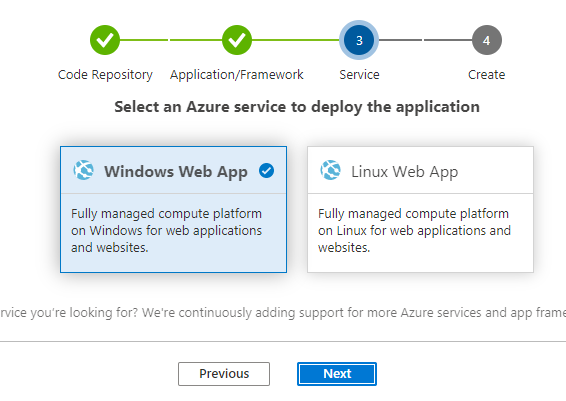 3
4
Code Repository
Application/Framework
Service
Create
Select an Azure service to deploy the application
Windows Web App
Fully managed compute platform
on Windows for web applications
and websites.
Linux Web App
Fully managed compute platform
on Linux for web applications and
websites.
rvice you're looking for? We're continuously adding support for more Azure services and app frame
Previous
Next